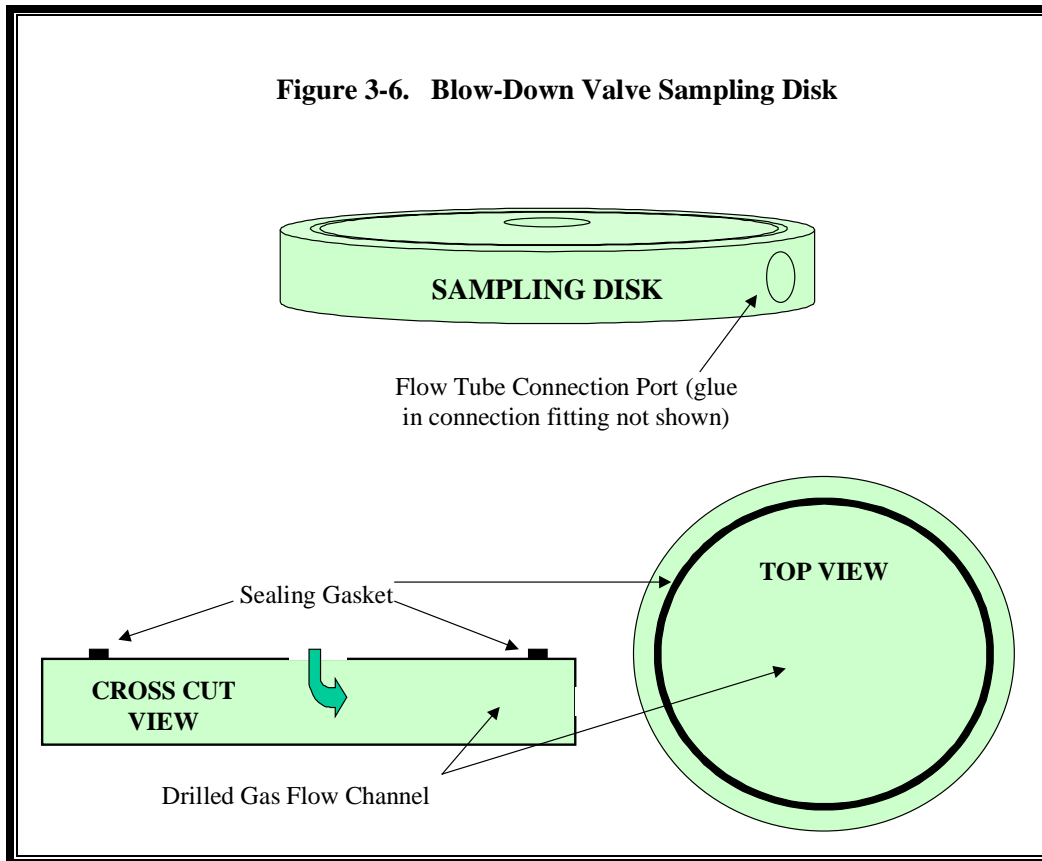 Figure 3-6. Blow-Down Valve Sampling Disk
SAMPLING DISK
Flow Tube Connection Port (glue
in connection fitting not shown)
Sealing Gasket
TOP VIEW
CROSS CUT
VIEW
Drilled Gas Flow Channel